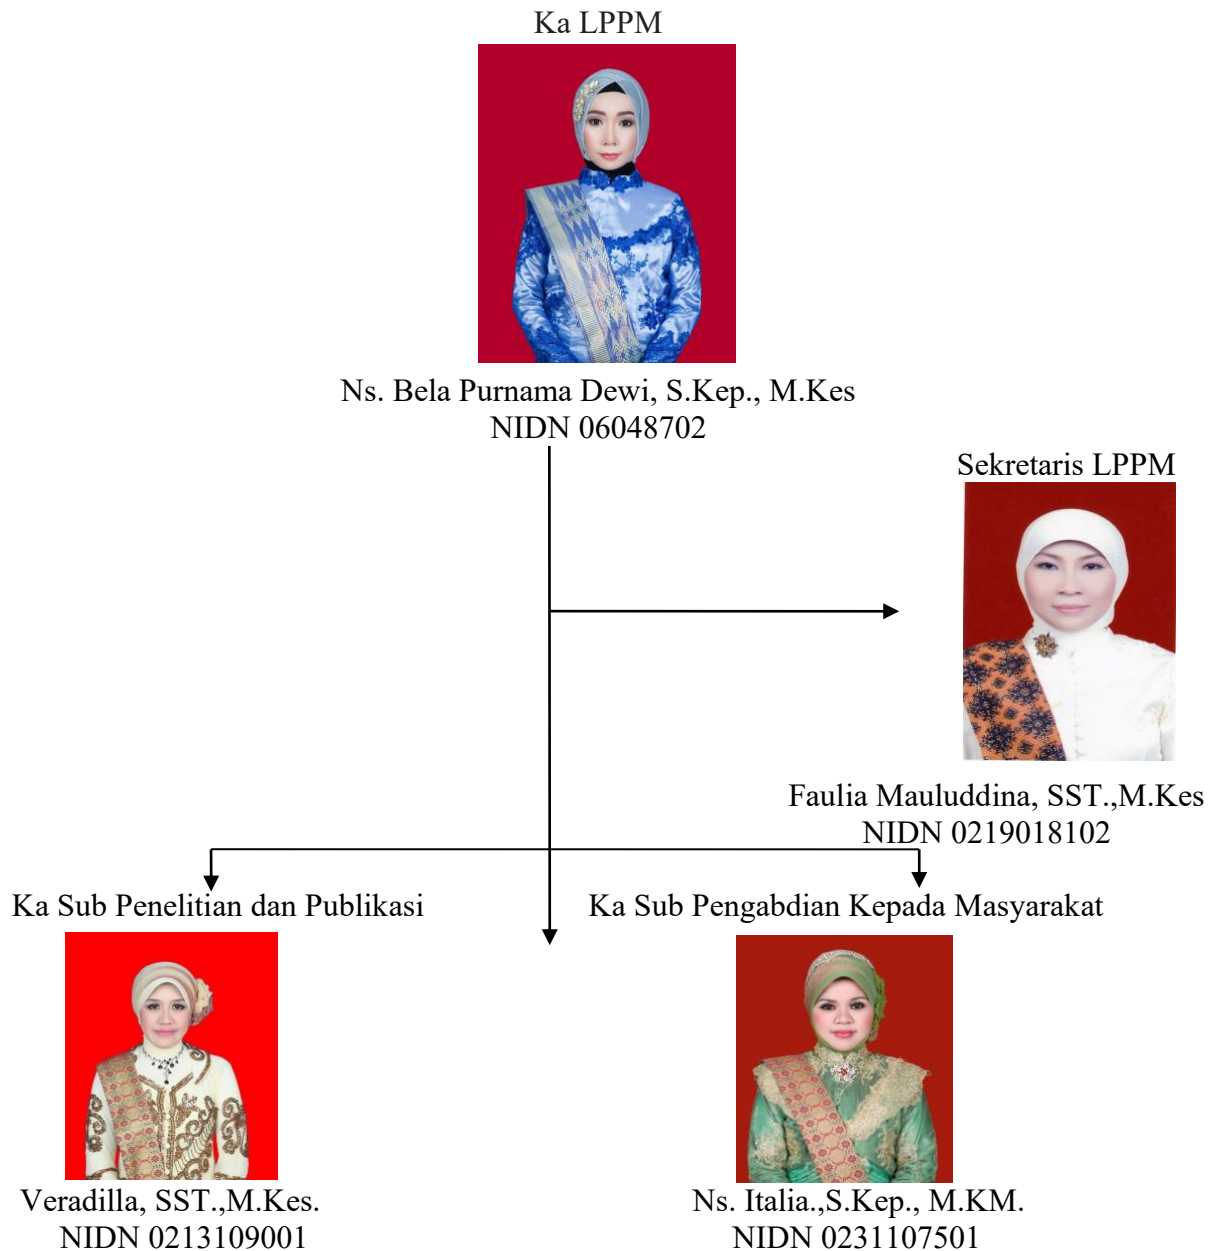 Ka LPPM
Ns. Bela Purnama Dewi, S.Kep., M.Kes
NIDN 06048702
Sekretaris LPPM
Faulia Mauluddina, SST.,M.Kes
NIDN 0219018102
Ka Sub Penelitian dan Publikasi
Veradilla, SST.,M.Kes.
NIDN 0213109001
Ka Sub Pengabdian Kepada Masyarakat
Ns. Italia.,S.Kep., M.KM.
NIDN 0231107501